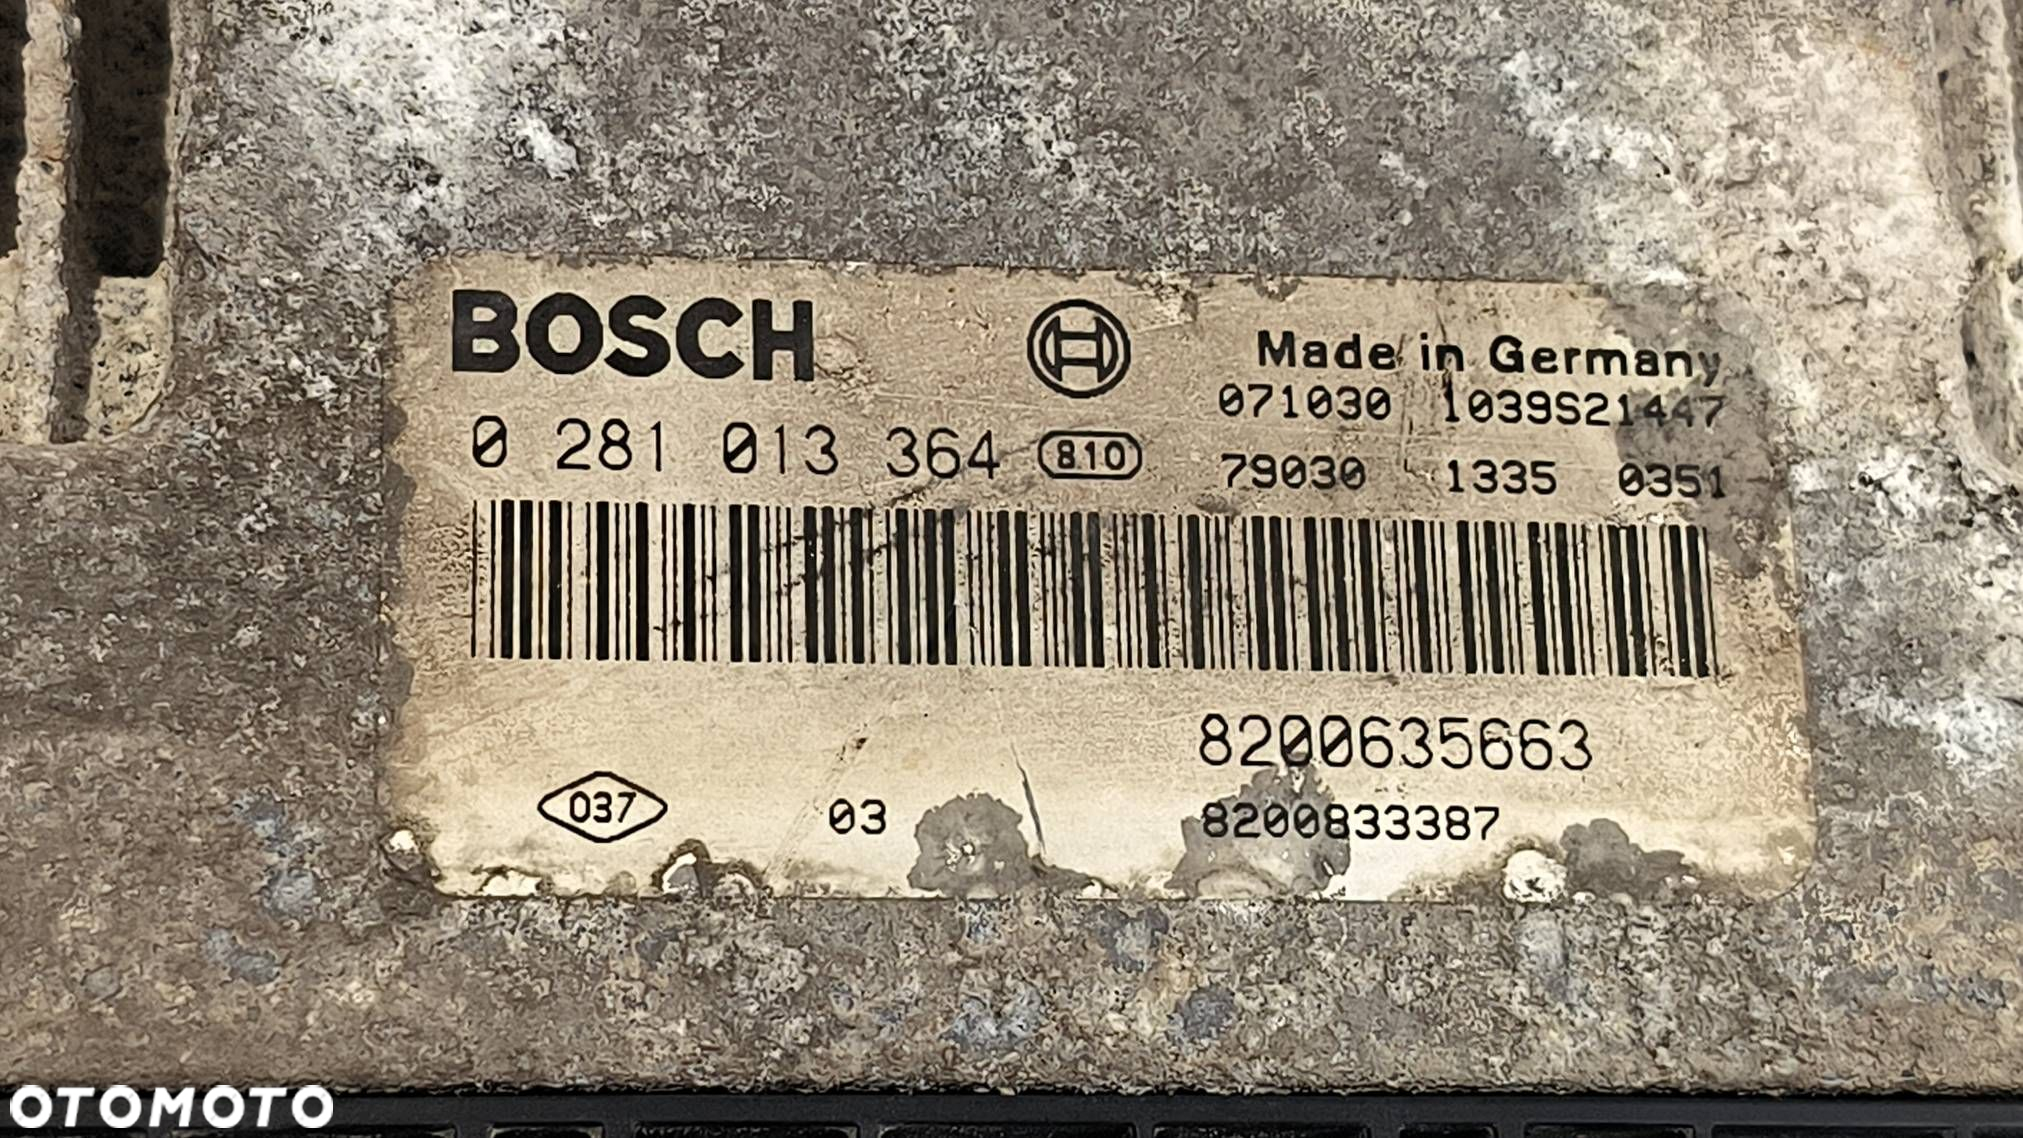 BOSCH
Made in Germany
071030 1039S21447
0 281 013 364 810 79030 1335 0351
8200635663
037 03 8200833387
OTOMOTO